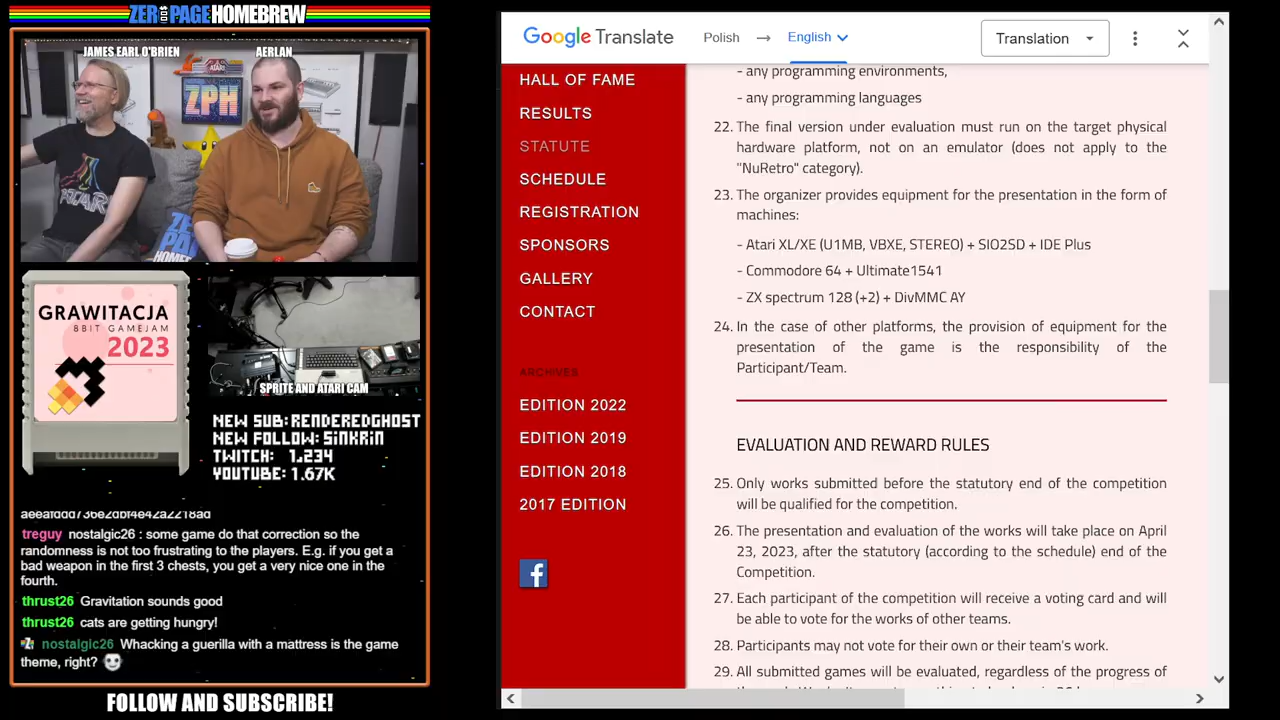 ZER PAGE HOMEBREW
JAMES EARL O'BRIEN
AERLAN
ATARI
ZPH
GRAWITACJA
8BIT GAMEJAM
2023
SPRITE AND ATARI CAM
NEW SUB:RENDEREDGHOST
NEW FOLLOW:SINKRIN
TWITCH: 1,234
YOUTUBE: 1.67K
treguy nostalgic26 : some game do that correction so the
randomness is not too frustrating to the players. E.g. if you get a
bad weapon in the first 3 chests, you get a very nice one in the
fourth.
thrust26 Gravitation sounds good
thrust26 cats are getting hungry!
nostalgic26 Whacking a guerilla with a mattress is the game
theme, right?
FOLLOW AND SUBSCRIBE!
Google Translate
Polish
English
Translation
HALL OF FAME
RESULTS
STATUTE
SCHEDULE
REGISTRATION
SPONSORS
GALLERY
CONTACT
ARCHIVES
EDITION 2022
EDITION 2019
EDITION 2018
2017 EDITION
- any programming environments,
- any programming languages
22. The final version under evaluation must run on the target physical
hardware platform, not on an emulator (does not apply to the
"NuRetro" category).
23. The organizer provides equipment for the presentation in the form of
machines:
- Atari XL/XE (U1MB, VBXE, STEREO) + SIO2SD + IDE Plus
- Commodore 64 + Ultimate1541
- ZX spectrum 128 (+2) + DivMMC AY
24. In the case of other platforms, the provision of equipment for the
presentation of the game is the responsibility of the
Participant/Team.
EVALUATION AND REWARD RULES
25. Only works submitted before the statutory end of the competition
will be qualified for the competition.
26. The presentation and evaluation of the works will take place on April
23, 2023, after the statutory (according to the schedule) end of the
Competition.
27. Each participant of the competition will receive a voting card and will
be able to vote for the works of other teams.
28. Participants may not vote for their own or their team's work.
29. All submitted games will be evaluated, regardless of the progress of